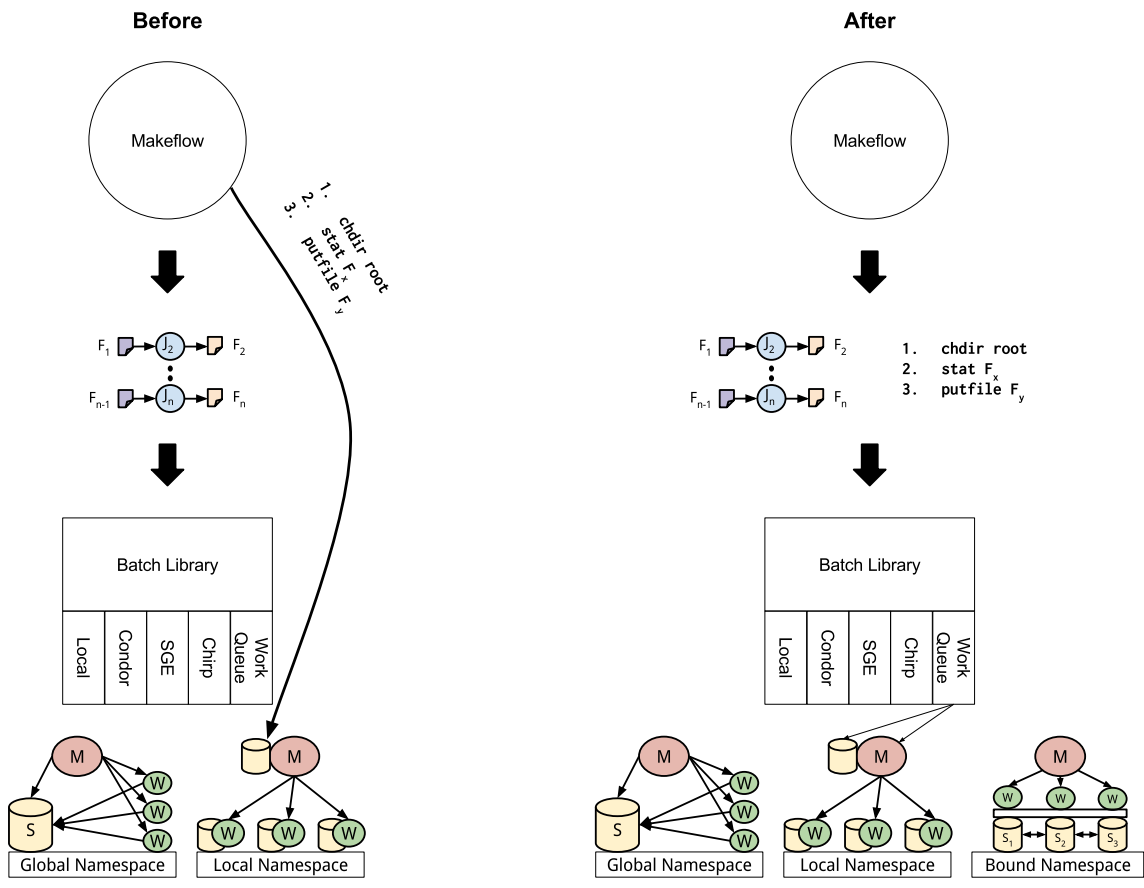 Before
Makeflow
1. chdir root
2. stat Fx
3. putfile Fy
F1 J2 F2
Fn-1 Jn Fn
Batch Library
Local
Condor
SGE
Chirp
Work
Queue
M
W
W
W
S
Global Namespace
M
W
W
W
Local Namespace
After
Makeflow
F1 J2 F2
Fn-1 Jn Fn
1. chdir root
2. stat Fx
3. putfile Fy
Batch Library
Local
Condor
SGE
Chirp
Work
Queue
M
W
W
W
S
Global Namespace
M
W
W
W
Local Namespace
M
W W W
S1 S2 S3
Bound Namespace